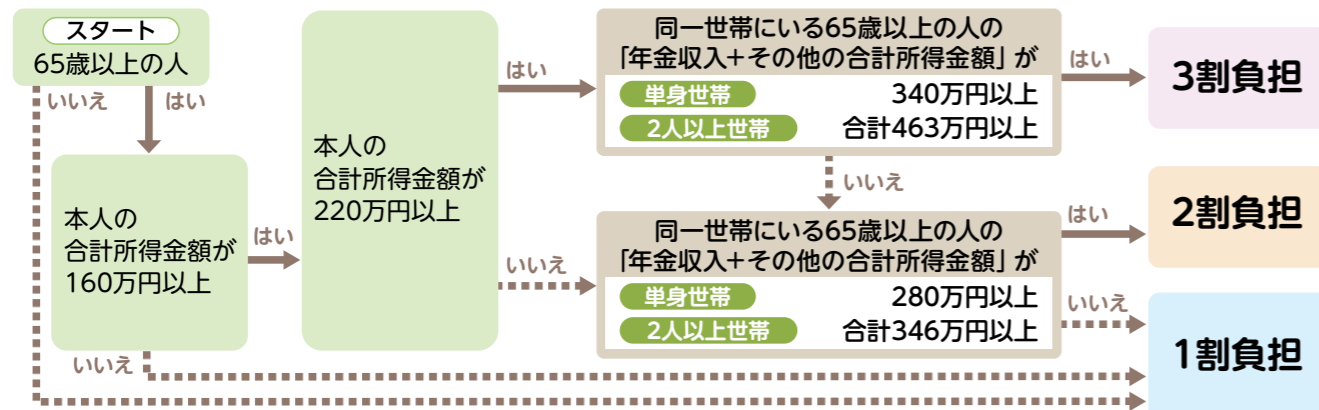 スタート
65歳以上の人
いいえ
はい
本人の
合計所得金額が
160万円以上
はい
いいえ
本人の
合計所得金額が
220万円以上
はい
いいえ
同一世帯にいる65歳以上の人の
「年金収入+その他の合計所得金額」が
単身世帯 340万円以上
2人以上世帯 合計463万円以上
はい
いいえ
同一世帯にいる65歳以上の人の
「年金収入+その他の合計所得金額」が
単身世帯 280万円以上
2人以上世帯 合計346万円以上
はい
いいえ
3割負担
2割負担
1割負担